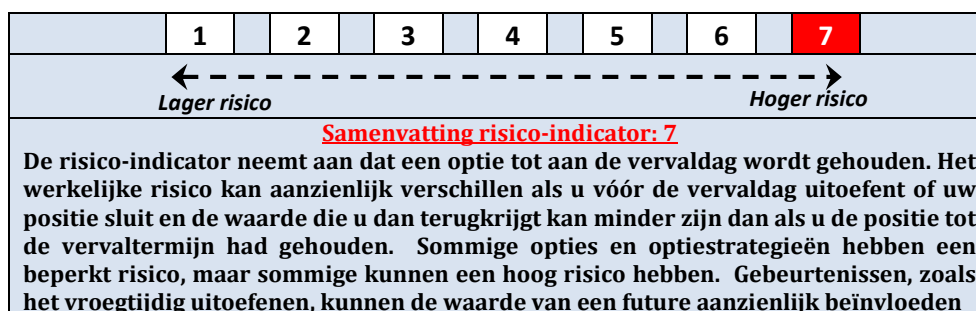 1 2 3 4 5 6 7
Lager risico Hoger risico
Samenvatting risico-indicator: 7
De risico-indicator neemt aan dat een optie tot aan de vervaldag wordt gehouden. Het
werkelijke risico kan aanzienlijk verschillen als u vóór de vervaldag uitoefent of uw
positie sluit en de waarde die u dan terugkrijgt kan minder zijn dan als u de positie tot
de vervaltermijn had gehouden. Sommige opties en optiestrategieën hebben een
beperkt risico, maar sommige kunnen een hoog risico hebben. Gebeurtenissen, zoals
het vroegtijdig uitoefenen, kunnen de waarde van een future aanzienlijk beïnvloeden